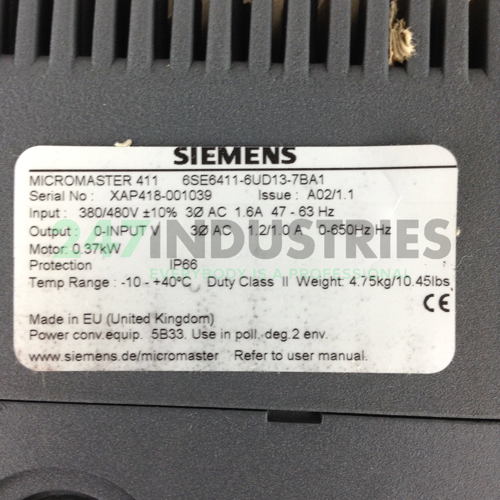 SIEMENS
MICROMASTER 411 6SE6411-6UD13-7BA1
Serial No : XAP418-001039 Issue : A02/1.1
Input : 380/480V ±10% 3Ø AC 1.6A 47 - 63 Hz
Output : 0-INPUT V 3Ø AC 1.2/1.0 A 0-650Hz Hz
Motor: 0.37kW
24/7 INDUSTRIES
Protection IP66
Temp Range : -10 - +40°C Duty Class II Weight: 4.75kg/10.45lbs
CE
Made in EU (United Kingdom)
Power conv.equip. 5B33. Use in poll.deg.2 env.
www.siemens.de/micromaster Refer to user manual.